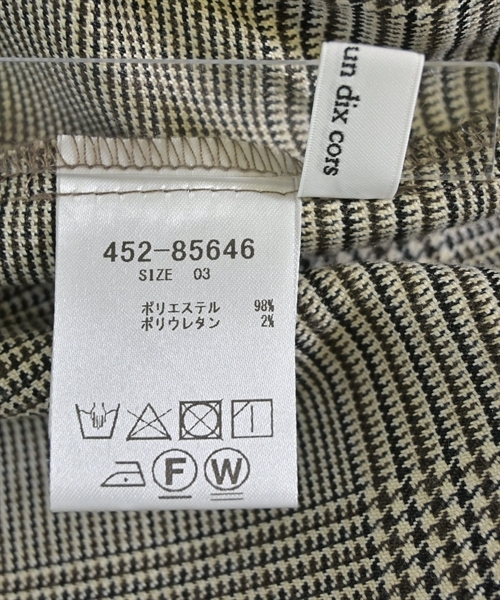 un dix cors
452-85646
SIZE 03
ポリエステル 98%
ポリウレタン 2%
F W